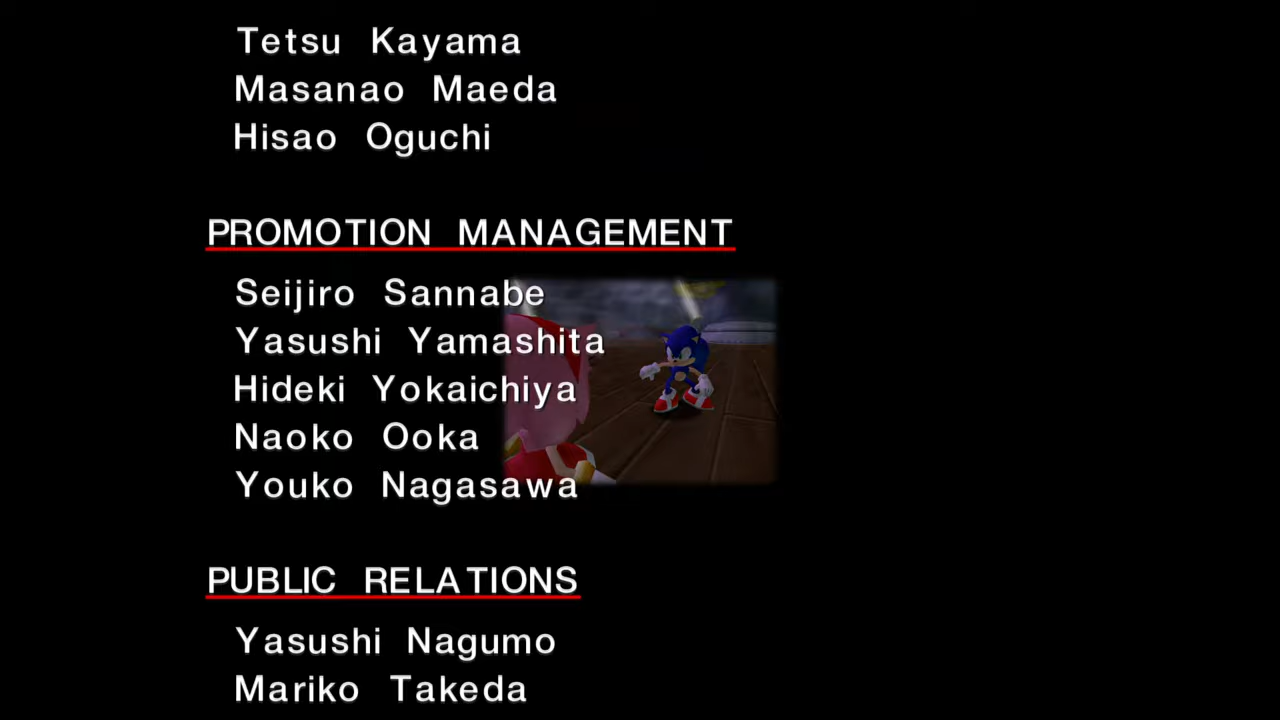 Tetsu Kayama
Masanao Maeda
Hisao Oguchi
PROMOTION MANAGEMENT
Seijiro Sannabe
Yasushi Yamashita
Hideki Yokaichiya
Naoko Ooka
Youko Nagasawa
PUBLIC RELATIONS
Yasushi Nagumo
Mariko Takeda